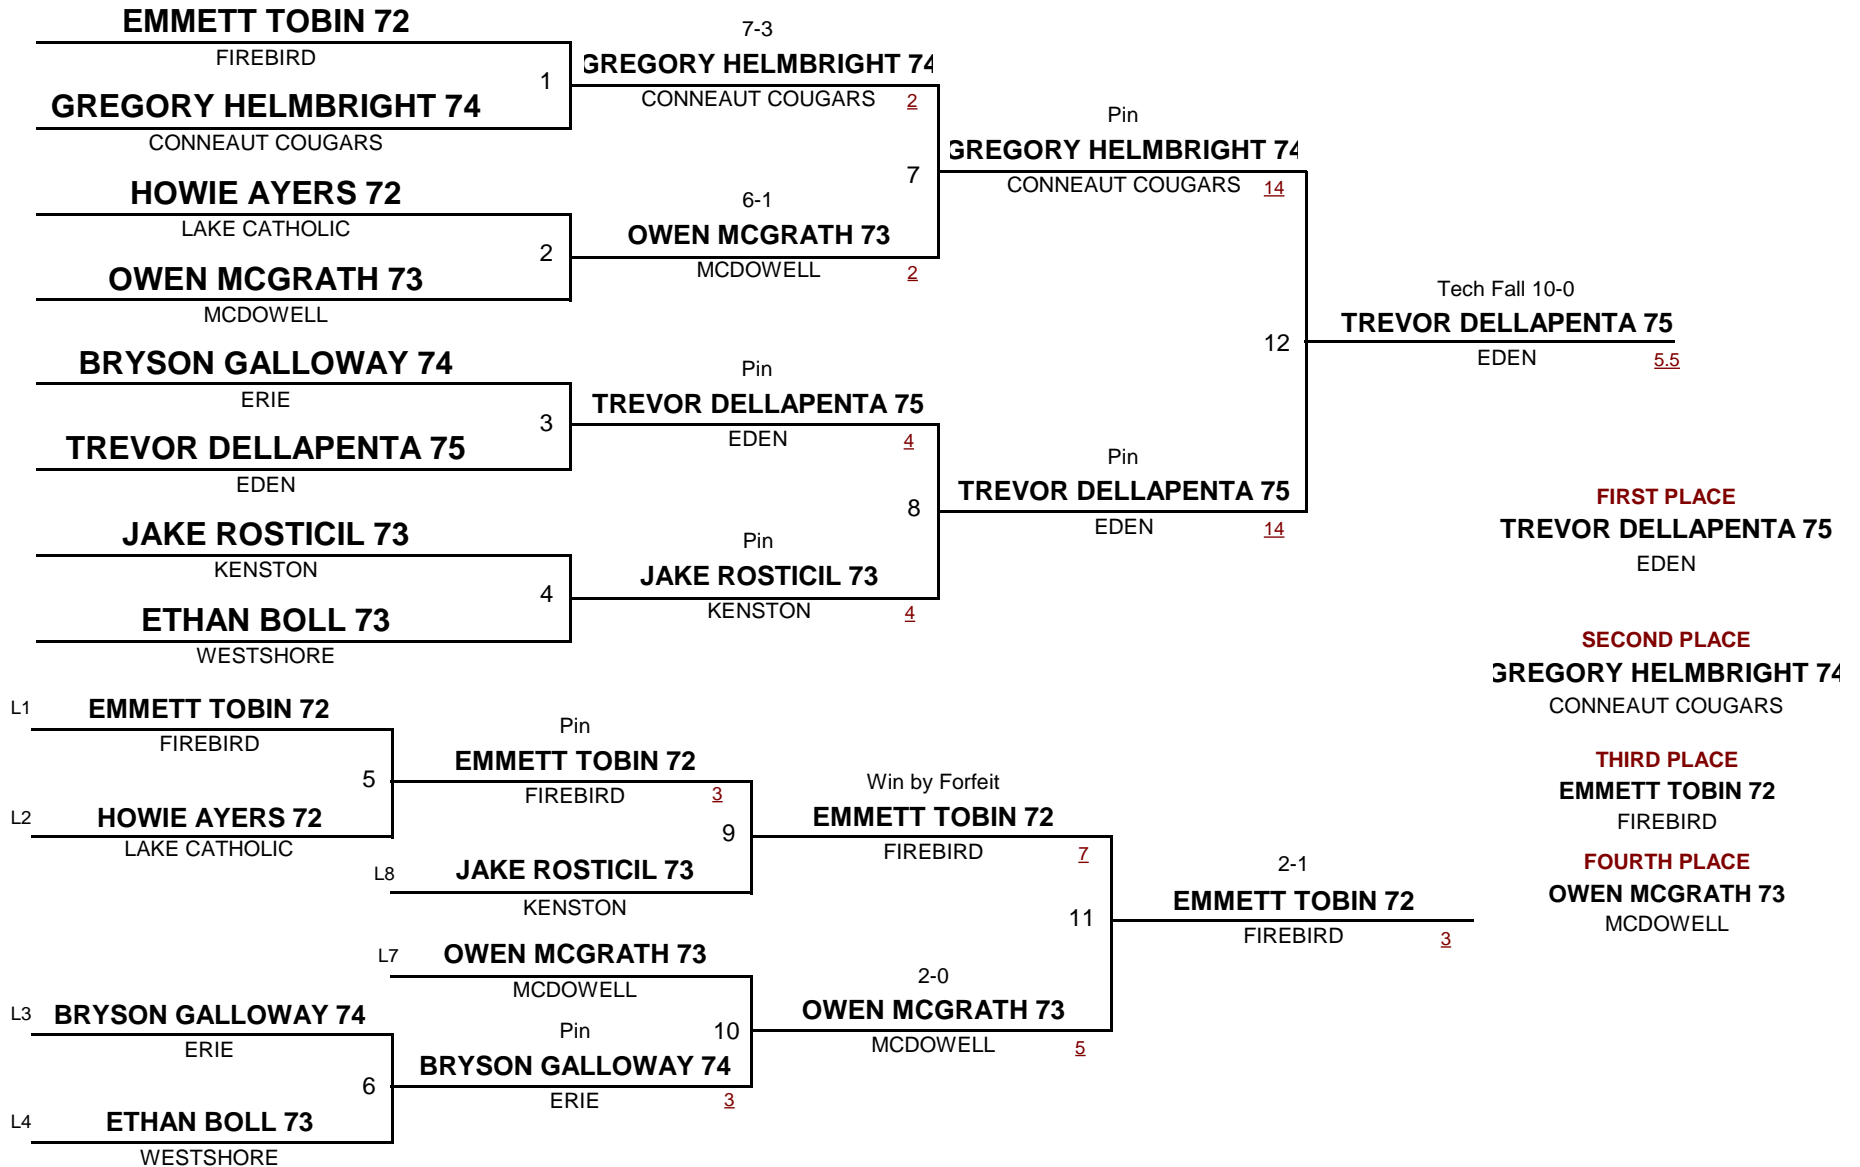 EMMETT TOBIN 72
FIREBIRD
1
GREGORY HELMBRIGHT 74
CONNEAUT COUGARS
HOWIE AYERS 72
LAKE CATHOLIC
2
OWEN MCGRATH 73
MCDOWELL
BRYSON GALLOWAY 74
ERIE
3
TREVOR DELLAPENTA 75
EDEN
JAKE ROSTICIL 73
KENSTON
4
ETHAN BOLL 73
WESTSHORE
7-3
GREGORY HELMBRIGHT 74
CONNEAUT COUGARS 2
7
6-1
OWEN MCGRATH 73
MCDOWELL 2
Pin
TREVOR DELLAPENTA 75
EDEN 4
8
Pin
JAKE ROSTICIL 73
KENSTON 4
Pin
GREGORY HELMBRIGHT 74
CONNEAUT COUGARS 14
12
Pin
TREVOR DELLAPENTA 75
EDEN 14
Tech Fall 10-0
TREVOR DELLAPENTA 75
EDEN 5.5
FIRST PLACE
TREVOR DELLAPENTA 75
EDEN
SECOND PLACE
GREGORY HELMBRIGHT 74
CONNEAUT COUGARS
THIRD PLACE
EMMETT TOBIN 72
FIREBIRD
FOURTH PLACE
OWEN MCGRATH 73
MCDOWELL
L1 EMMETT TOBIN 72
FIREBIRD
5
L2 HOWIE AYERS 72
LAKE CATHOLIC
L3 BRYSON GALLOWAY 74
ERIE
6
L4 ETHAN BOLL 73
WESTSHORE
Pin
EMMETT TOBIN 72
FIREBIRD 3
9
L8 JAKE ROSTICIL 73
KENSTON
L7 OWEN MCGRATH 73
MCDOWELL
10
Pin
BRYSON GALLOWAY 74
ERIE 3
Win by Forfeit
EMMETT TOBIN 72
FIREBIRD 7
11
2-0
OWEN MCGRATH 73
MCDOWELL 5
2-1
EMMETT TOBIN 72
FIREBIRD 3